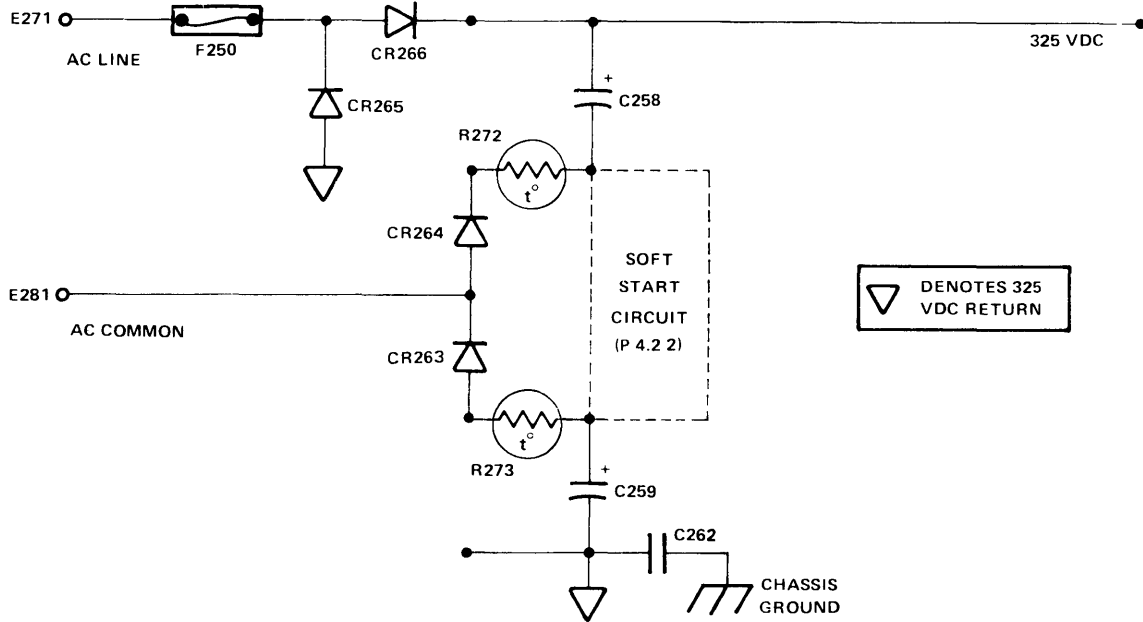 E271
AC LINE
F250
CR266
325 VDC
CR265
+
C258
R272
t°
CR264
E281
AC COMMON
SOFT
START
CIRCUIT
(P 4.2 2)
DENOTES 325
VDC RETURN
CR263
t°
R273
+
C259
C262
CHASSIS
GROUND